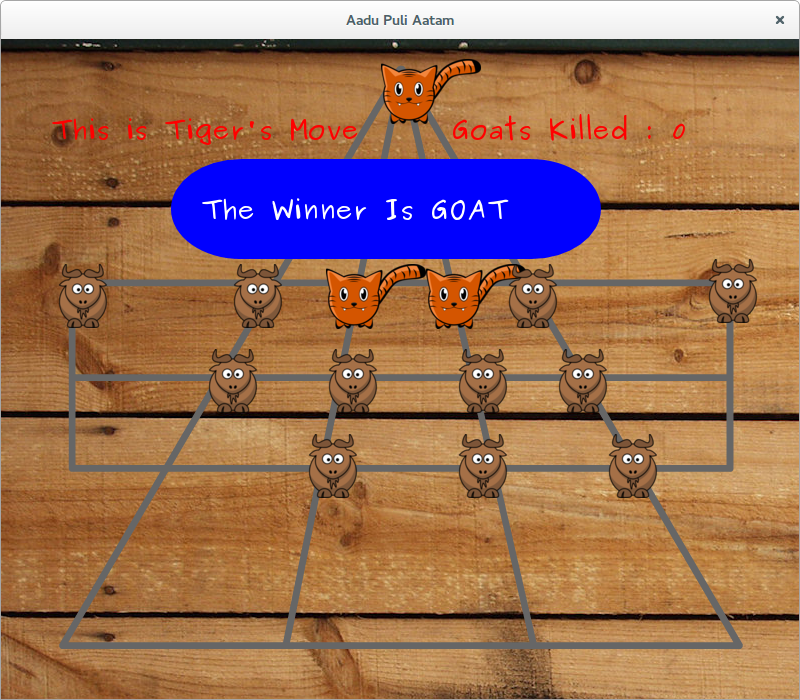 Aadu Puli Aatam
This is Tiger's Move Goats Killed : 0
The Winner Is GOAT